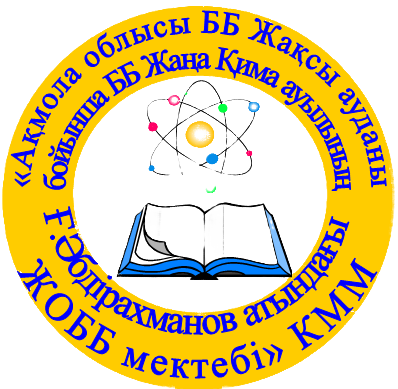 «Ақмола облысы ББ Жақсы ауданы
бойынша ББ Жаңа Қима ауылының
Ғ.Әбдірахманов атындағы
ЖОББ мектебі» КММ